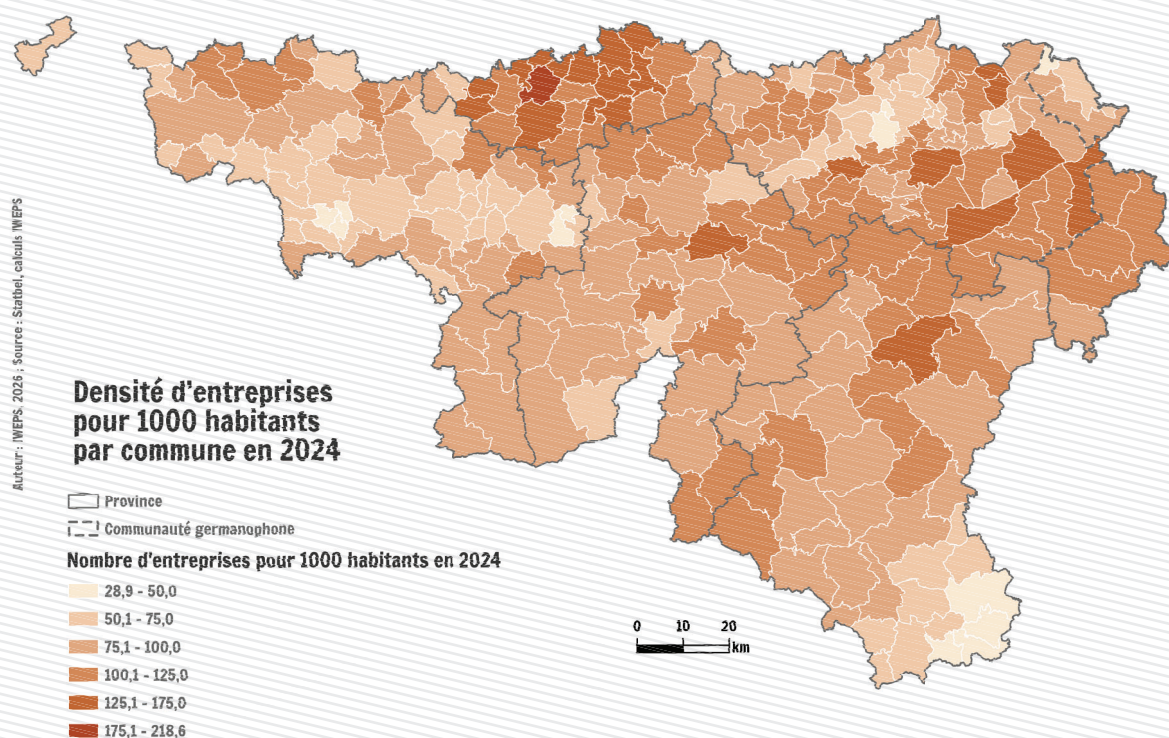 Auteur : IWEPS, 2026 ; Source : Statbel, calculs IWEPS
Densité d'entreprises
pour 1000 habitants
par commune en 2024
Province
Communauté germanophone
Nombre d'entreprises pour 1000 habitants en 2024
28,9 - 50,0
50,1 - 75,0
75,1 - 100,0
100,1 - 125,0
125,1 - 175,0
175,1 - 218,6
0 10 20
km